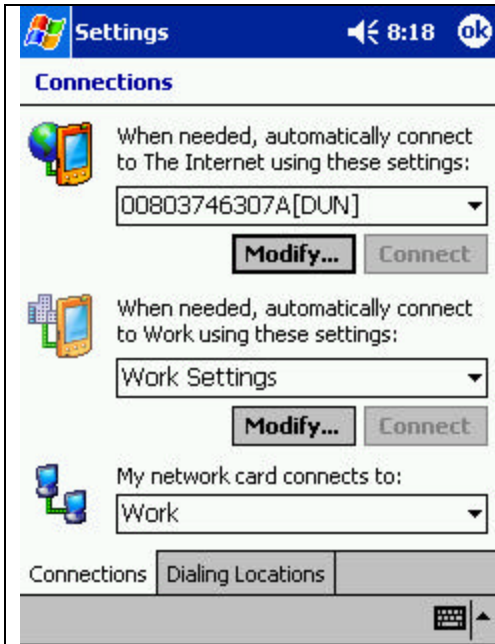 Settings 8:18 ok
Connections
When needed, automatically connect
to The Internet using these settings:
00803746307A[DUN]
Modify... Connect
When needed, automatically connect
to Work using these settings:
Work Settings
Modify... Connect
My network card connects to:
Work
Connections Dialing Locations